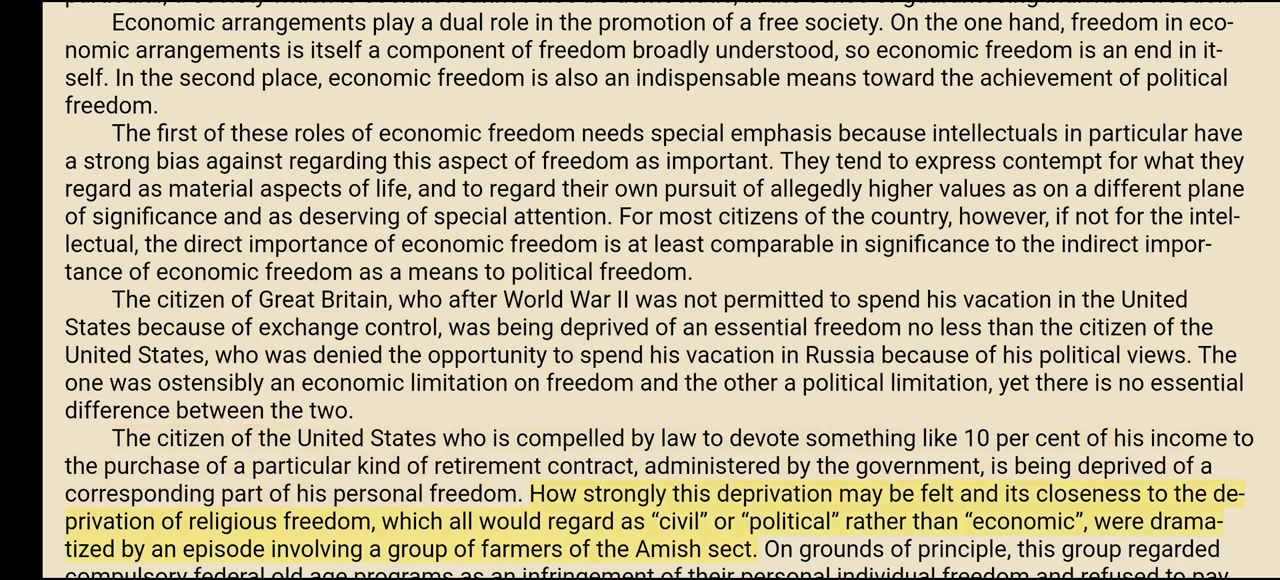 Economic arrangements play a dual role in the promotion of a free society. On the one hand, freedom in eco-
nomic arrangements is itself a component of freedom broadly understood, so economic freedom is an end in it-
self. In the second place, economic freedom is also an indispensable means toward the achievement of political
freedom.
The first of these roles of economic freedom needs special emphasis because intellectuals in particular have
a strong bias against regarding this aspect of freedom as important. They tend to express contempt for what they
regard as material aspects of life, and to regard their own pursuit of allegedly higher values as on a different plane
of significance and as deserving of special attention. For most citizens of the country, however, if not for the intel-
lectual, the direct importance of economic freedom is at least comparable in significance to the indirect impor-
tance of economic freedom as a means to political freedom.
The citizen of Great Britain, who after World War II was not permitted to spend his vacation in the United
States because of exchange control, was being deprived of an essential freedom no less than the citizen of the
United States, who was denied the opportunity to spend his vacation in Russia because of his political views. The
one was ostensibly an economic limitation on freedom and the other a political limitation, yet there is no essential
difference between the two.
The citizen of the United States who is compelled by law to devote something like 10 per cent of his income to
the purchase of a particular kind of retirement contract, administered by the government, is being deprived of a
corresponding part of his personal freedom. How strongly this deprivation may be felt and its closeness to the de-
privation of religious freedom, which all would regard as “civil” or “political” rather than “economic”, were drama-
tized by an episode involving a group of farmers of the Amish sect. On grounds of principle, this group regarded
compulsory federal old age programs as an infringement of their personal individual freedom and refused to pay